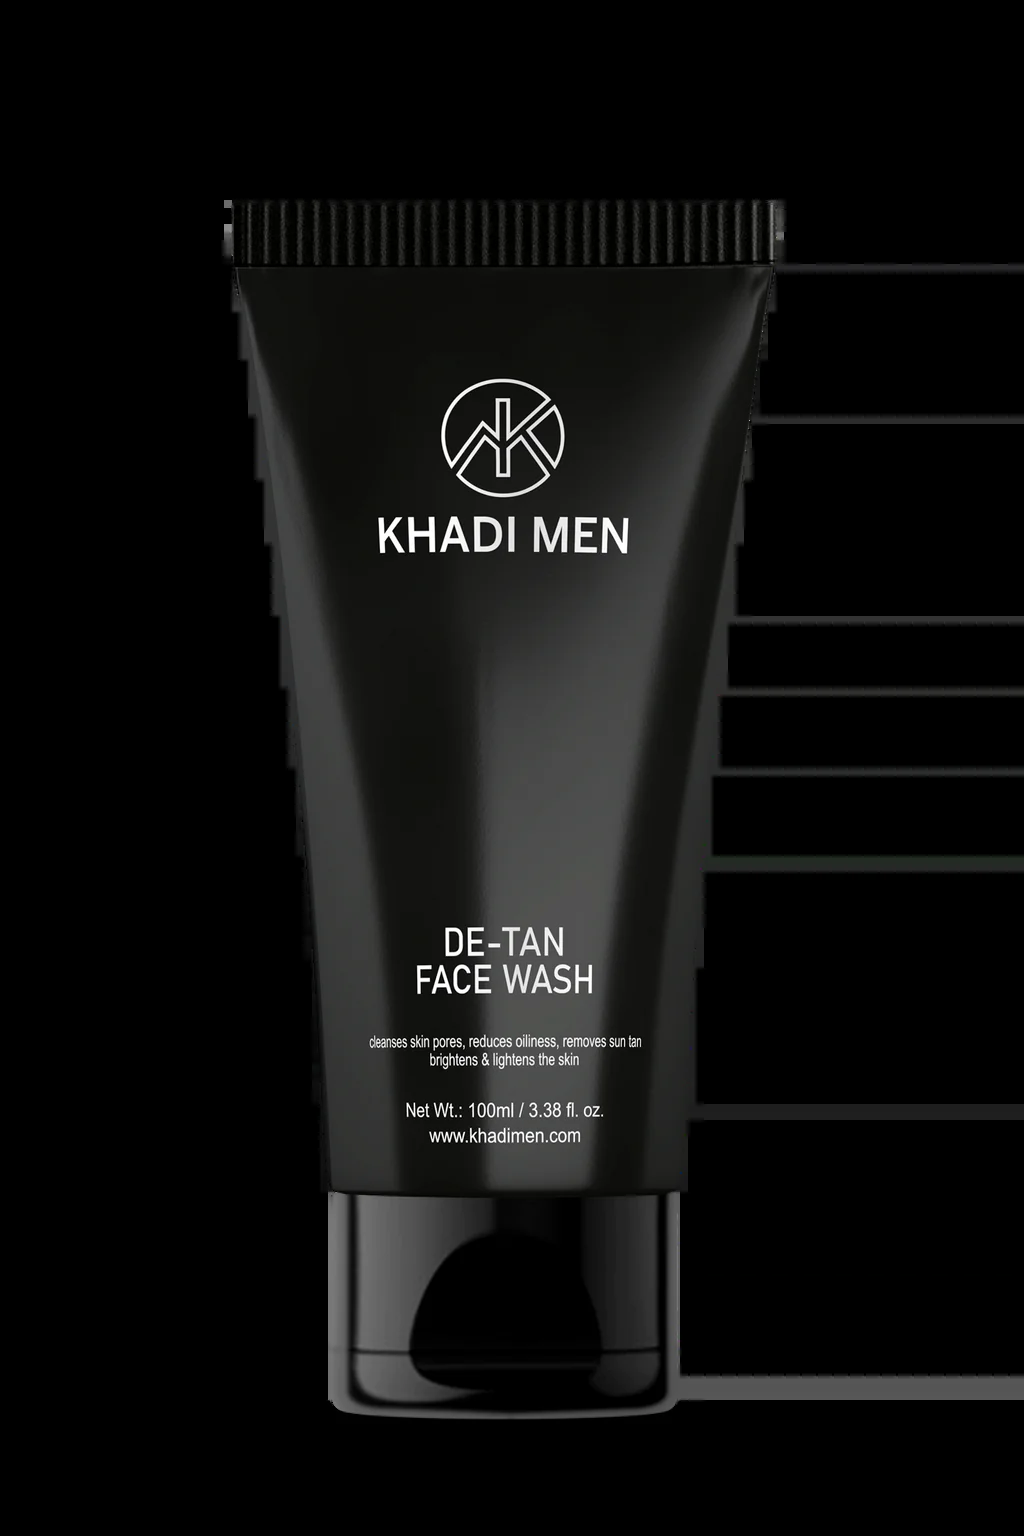 KHADI MEN
DE-TAN
FACE WASH
cleanses skin pores, reduces oiliness, removes sun tan
brightens & lightens the skin
Net Wt.: 100ml / 3.38 fl. oz.
www.khadimen.com